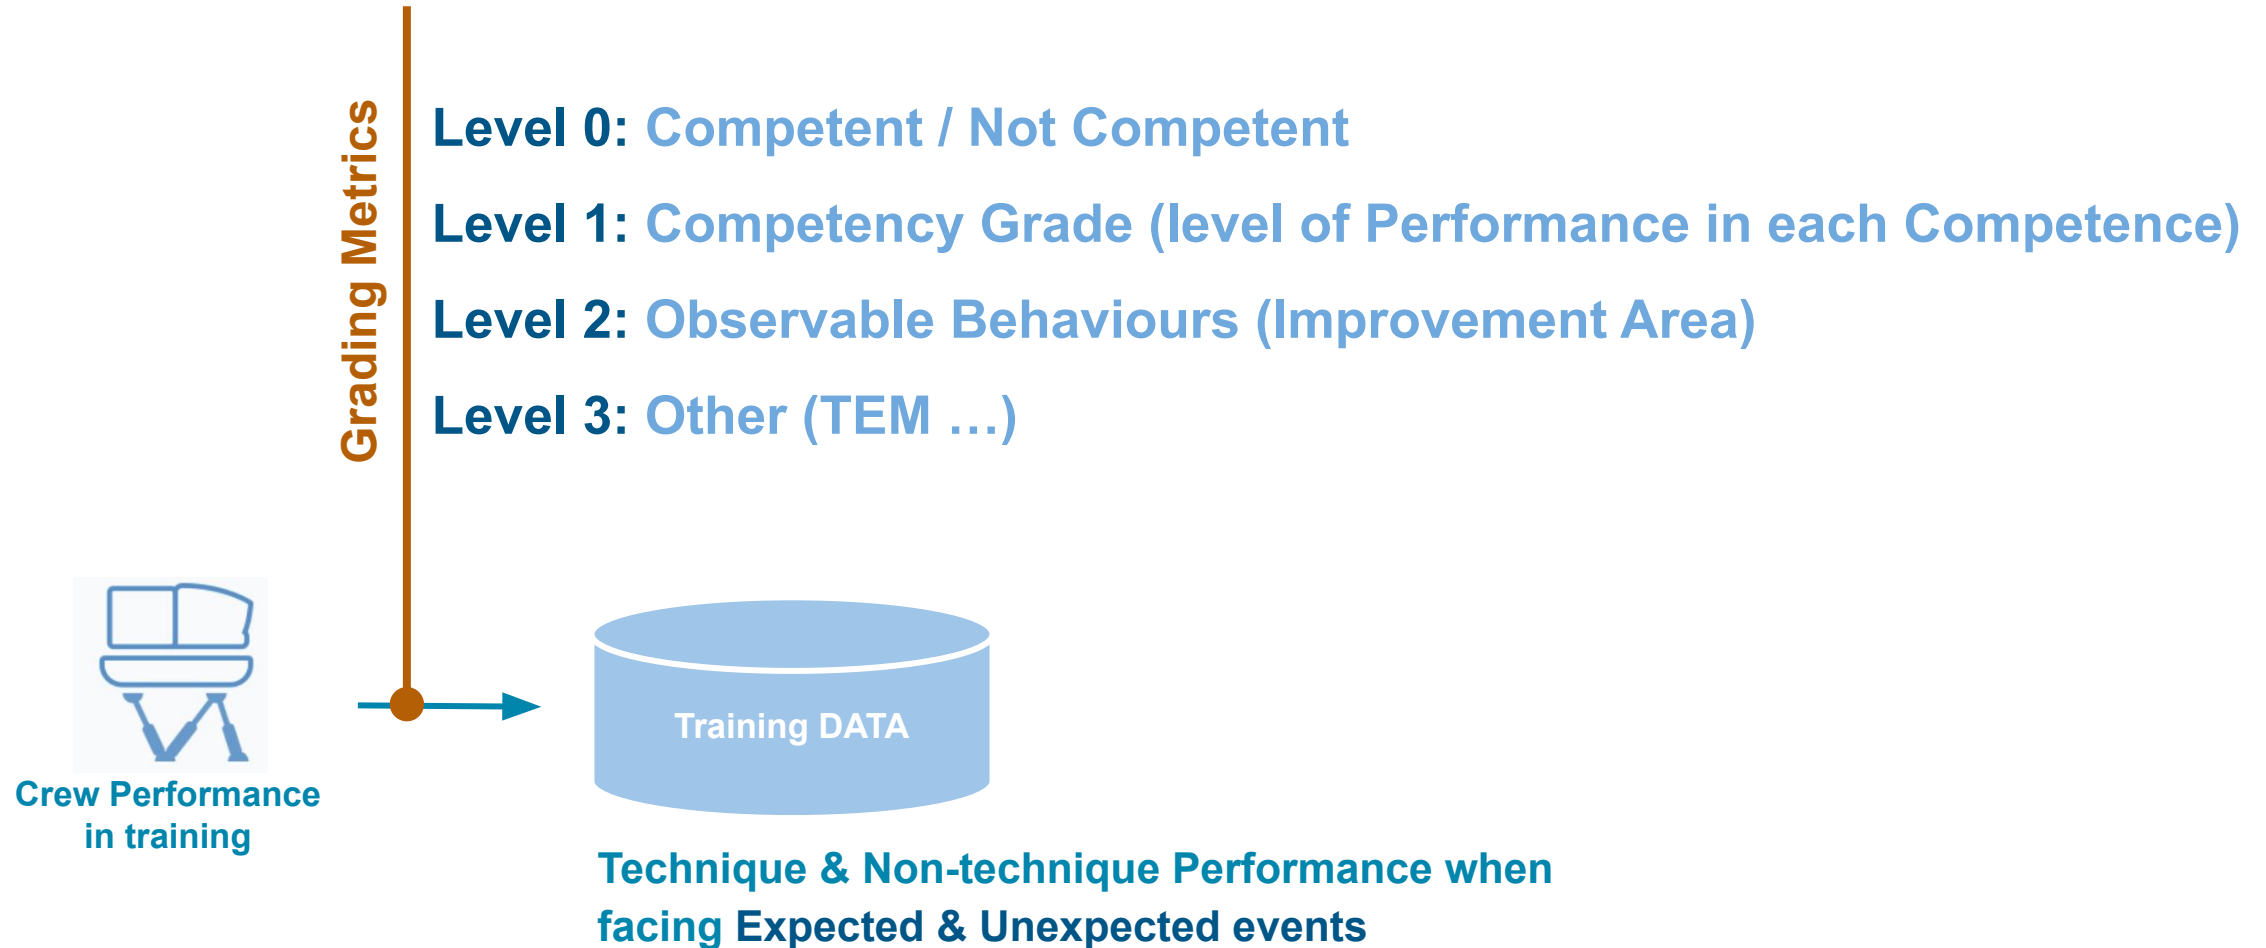 Grading Metrics
Level 0: Competent / Not Competent
Level 1: Competency Grade (level of Performance in each Competence)
Level 2: Observable Behaviours (Improvement Area)
Level 3: Other (TEM …)
Crew Performance
in training
Training DATA
Technique & Non-technique Performance when
facing Expected & Unexpected events